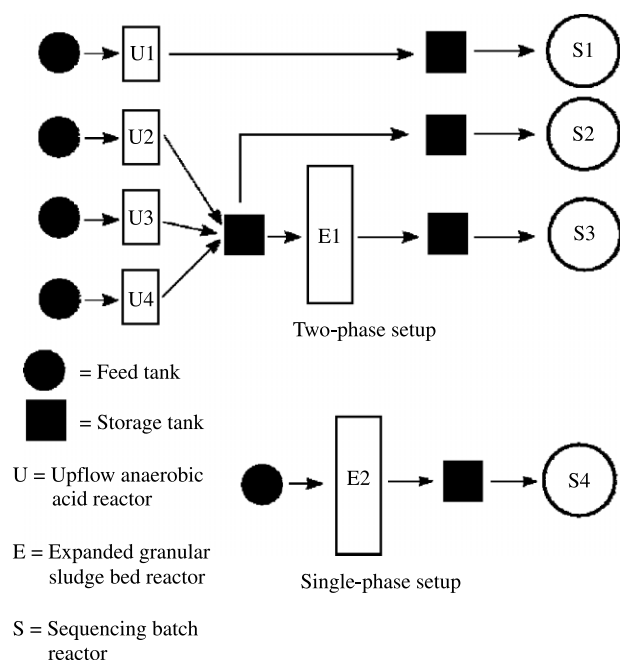 U1
S1
U2
S2
U3
E1
S3
U4
Two-phase setup
= Feed tank
= Storage tank
U = Upflow anaerobic
acid reactor
E2
S4
E = Expanded granular
sludge bed reactor
Single-phase setup
S = Sequencing batch
reactor